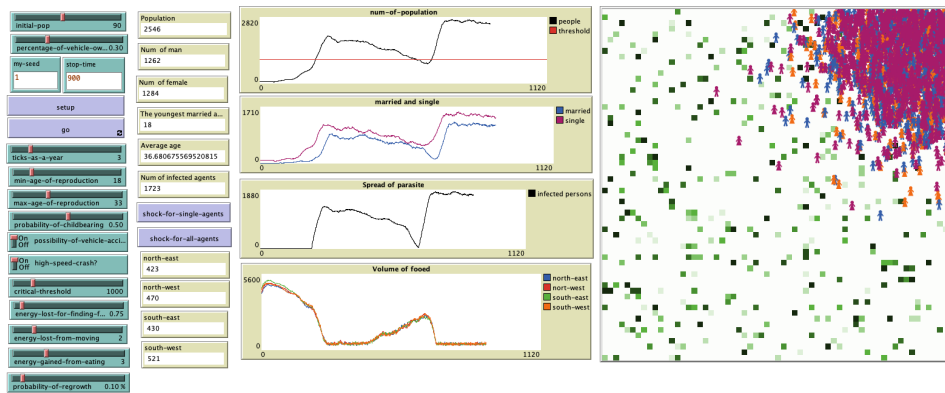 initial-pop 90
percentage-of-vehicle-ow... 0.30
my-seed
1
stop-time
900
setup
go
ticks-as-a-year 3
min-age-of-reproduction 18
max-age-of-reproduction 33
probability-of-childbearing 0.50
On
Off
possibility-of-vehicle-acci...
On
Off
high-speed-crash?
critical-threshold 1000
energy-lost-for-finding-f... 0.75
energy-lost-from-moving 2
energy-gained-from-eating 3
probability-of-regrowth 0.10 %
Population
2546
Num of man
1262
Num of female
1284
The youngest married a...
18
Average age
36.680675569520815
Num of infected agents
1723
shock-for-single-agents
shock-for-all-agents
north-east
423
north-west
470
south-east
430
south-west
521
num-of-population
2820
0
0
1120
people
threshold
married and single
1710
0
0
1120
married
single
Spread of parasite
1880
0
0
1120
infected persons
Volume of fooed
5600
0
0
1120
north-east
nort-west
south-east
south-west